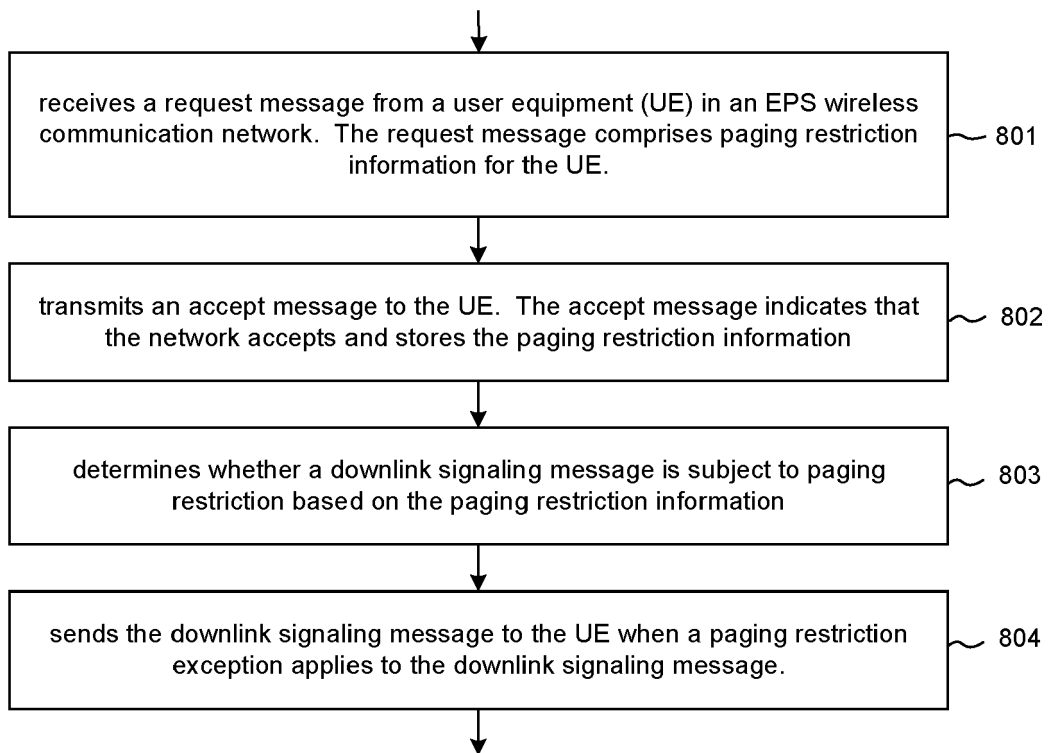 receives a request message from a user equipment (UE) in an EPS wireless
communication network. The request message comprises paging restriction
information for the UE.
801
transmits an accept message to the UE. The accept message indicates that
the network accepts and stores the paging restriction information
802
determines whether a downlink signaling message is subject to paging
restriction based on the paging restriction information
803
sends the downlink signaling message to the UE when a paging restriction
exception applies to the downlink signaling message.
804